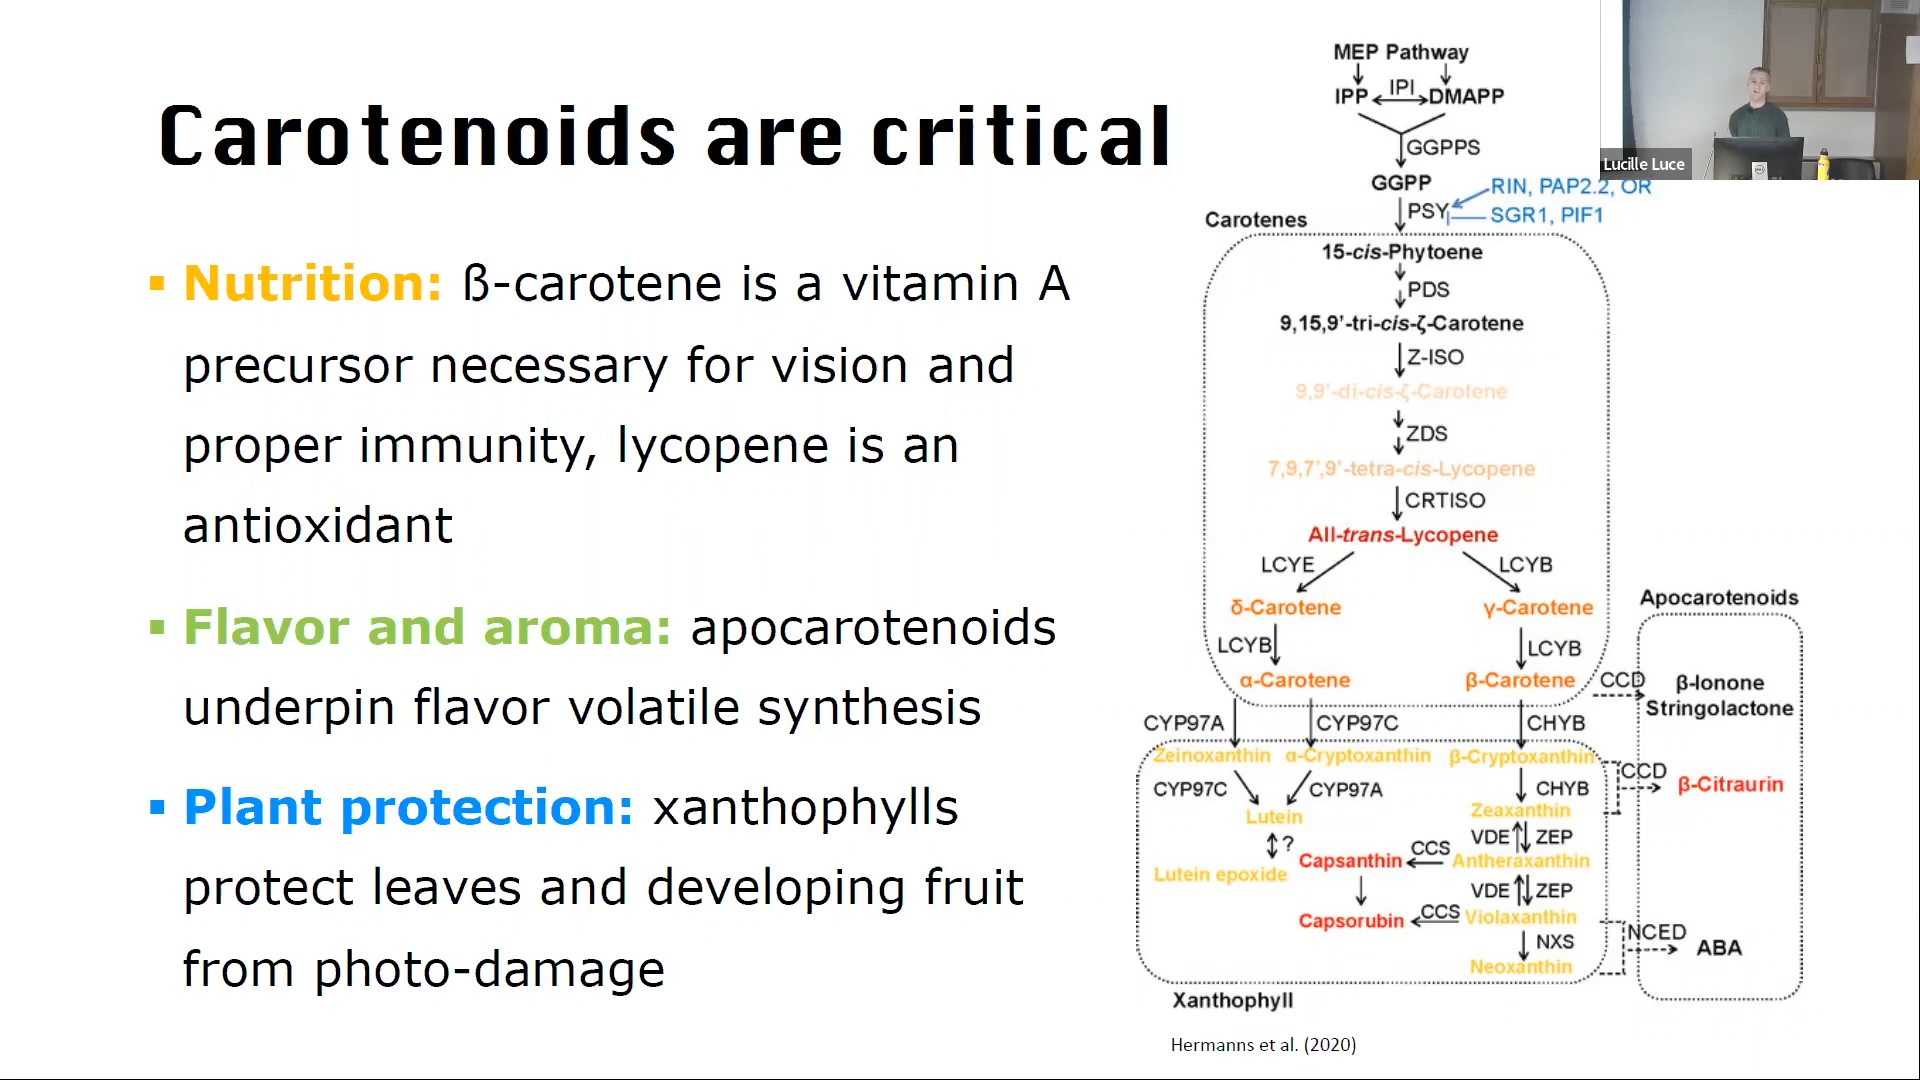 Carotenoids are critical
▪ Nutrition: ß-carotene is a vitamin A
precursor necessary for vision and
proper immunity, lycopene is an
antioxidant
▪ Flavor and aroma: apocarotenoids
underpin flavor volatile synthesis
▪ Plant protection: xanthophylls
protect leaves and developing fruit
from photo-damage
MEP Pathway
IPP IPI DMAPP
GGPPS
GGPP
PSY
RIN, PAP2.2, OR
SGR1, PIF1
Carotenes
15-cis-Phytoene
PDS
9,15,9'-tri-cis-ζ-Carotene
Z-ISO
9,9'-di-cis-ζ-Carotene
ZDS
7,9,7',9'-tetra-cis-Lycopene
CRTISO
All-trans-Lycopene
LCYE LCYB
δ-Carotene γ-Carotene
LCYB LCYB
α-Carotene β-Carotene
CYP97A CYP97C CHYB
Zeinoxanthin α-Cryptoxanthin β-Cryptoxanthin
CYP97C CYP97A CHYB
Lutein Zeaxanthin
? VDE ZEP
Lutein epoxide Capsanthin CCS Antheraxanthin
VDE ZEP
Capsorubin CCS Violaxanthin
NXS
Neoxanthin
Xanthophyll
Apocarotenoids
CCD β-Ionone
Stringolactone
CCD β-Citraurin
NCED ABA
Hermanns et al. (2020)
Lucille Luce